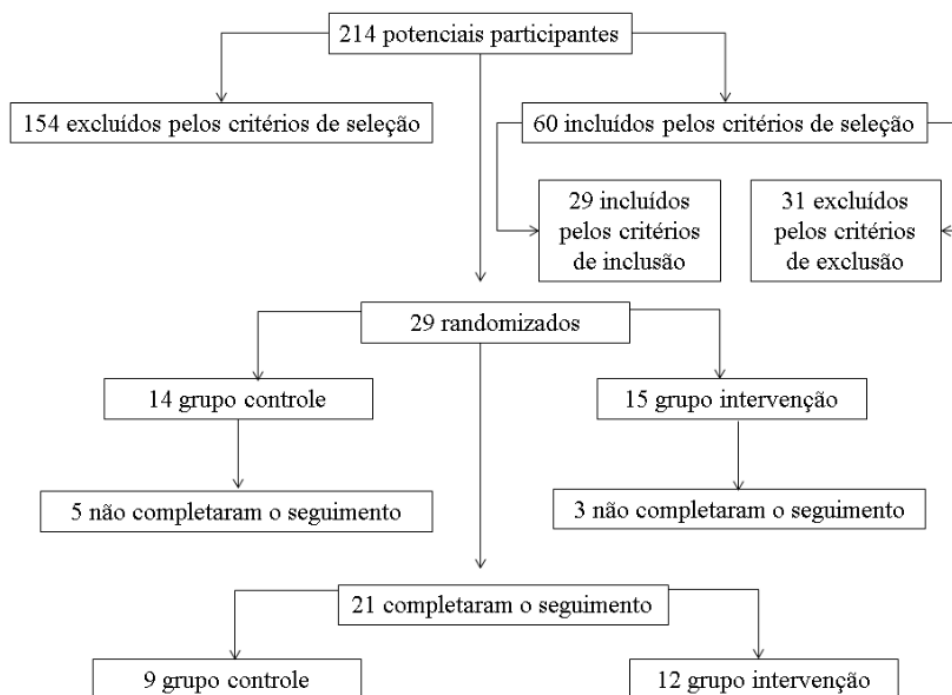 214 potenciais participantes
154 excluídos pelos critérios de seleção
60 incluídos pelos critérios de seleção
29 incluídos
pelos critérios
de inclusão
31 excluídos
pelos critérios
de exclusão
29 randomizados
14 grupo controle
15 grupo intervenção
5 não completaram o seguimento
3 não completaram o seguimento
21 completaram o seguimento
9 grupo controle
12 grupo intervenção